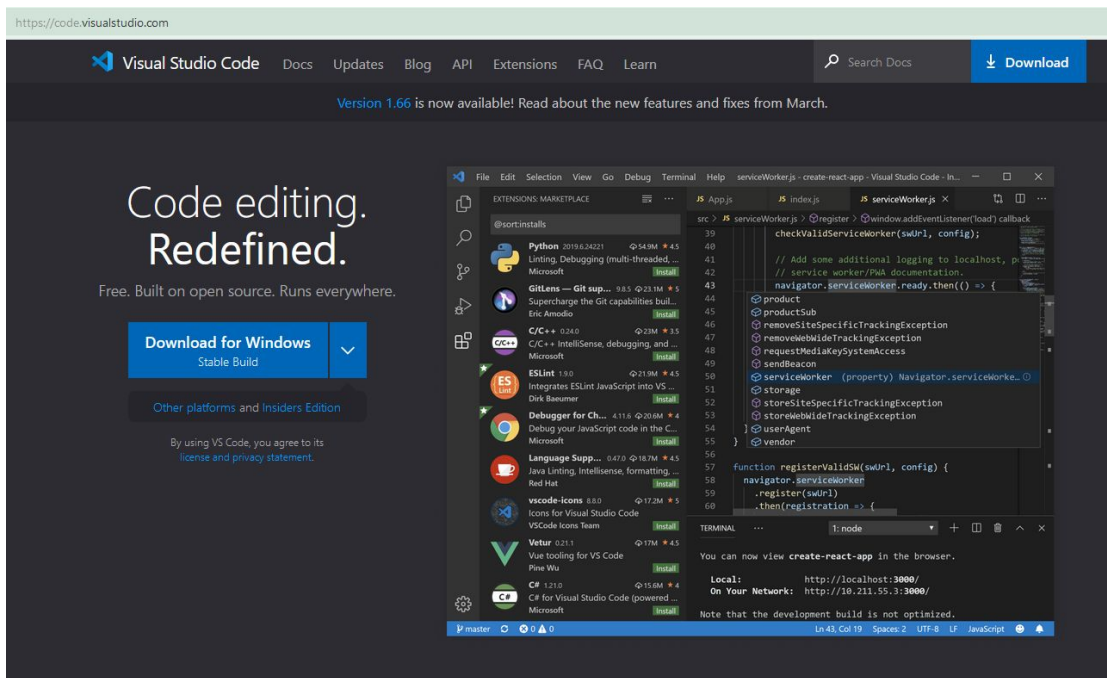 https://code.visualstudio.com
Visual Studio Code Docs Updates Blog API Extensions FAQ Learn Search Docs Download
Version 1.66 is now available! Read about the new features and fixes from March.
Code editing.
Redefined.
Free. Built on open source. Runs everywhere.
Download for Windows
Stable Build
Other platforms and Insiders Edition
By using VS Code, you agree to its
license and privacy statement.
File Edit Selection View Go Debug Terminal Help serviceWorker.js - create-react-app - Visual Studio Code - In...
EXTENSIONS: MARKETPLACE
@sort:installs
Python 2019.6.24221 54.9M ★ 4.5
Linting, Debugging (multi-threaded, ...
Microsoft Install
GitLens — Git sup... 9.8.5 23.1M ★ 5
Supercharge the Git capabilities buil...
Eric Amodio Install
C/C++ C/C++ 0.24.0 23M ★ 3.5
C/C++ IntelliSense, debugging, and ...
Microsoft Install
ES Lint ESLint 1.9.0 21.9M ★ 4.5
Integrates ESLint JavaScript into VS ...
Dirk Baeumer Install
Debugger for Ch... 4.11.6 20.6M ★ 4
Debug your JavaScript code in the C...
Microsoft Install
Language Supp... 0.47.0 18.7M ★ 4.5
Java Linting, Intellisense, formatting, ...
Red Hat Install
vscode-icons 8.8.0 17.2M ★ 5
Icons for Visual Studio Code
VSCode Icons Team Install
Vetur 0.21.1 17M ★ 4.5
Vue tooling for VS Code
Pine Wu Install
C# C# 1.21.0 15.6M ★ 4
C# for Visual Studio Code (powered ...
Microsoft Install
JS App.js JS index.js JS serviceWorker.js ×
src > JS serviceWorker.js > register > window.addEventListener('load') callback
39 checkValidServiceWorker(swUrl, config);
40
41 // Add some additional logging to localhost,
42 // service worker/PWA documentation.
43 navigator.serviceWorker.ready.then(() => {
44 product
45 productSub
46 removeSiteSpecificTrackingException
47 removeWebWideTrackingException
48 requestMediaKeySystemAccess
49 sendBeacon
50 serviceWorker (property) Navigator.serviceWorke...
51 storage
52 storeSiteSpecificTrackingException
53 storeWebWideTrackingException
54 } userAgent
55 } vendor
56
57 function registerValidSW(swUrl, config) {
58 navigator.serviceWorker
59 .register(swUrl)
60 .then(registration => {
TERMINAL ... 1: node
You can now view create-react-app in the browser.
Local: http://localhost:3000/
On Your Network: http://10.211.55.3:3000/
Note that the development build is not optimized.
master 0 0 Ln 43, Col 19 Spaces: 2 UTF-8 LF JavaScript